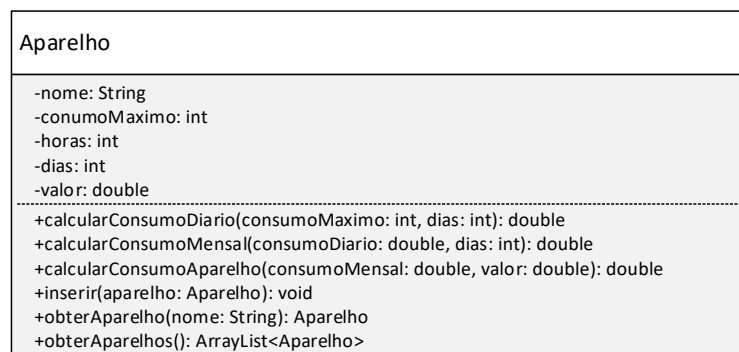 Aparelho
-nome: String
-conumoMaximo: int
-horas: int
-dias: int
-valor: double
+calcularConsumoDiario(consumoMaximo: int, dias: int): double
+calcularConsumoMensal(consumoDiario: double, dias: int): double
+calcularConsumoAparelho(consumoMensal: double, valor: double): double
+inserir(aparelho: Aparelho): void
+obterAparelho(nome: String): Aparelho
+obterAparelhos(): ArrayList<Aparelho>